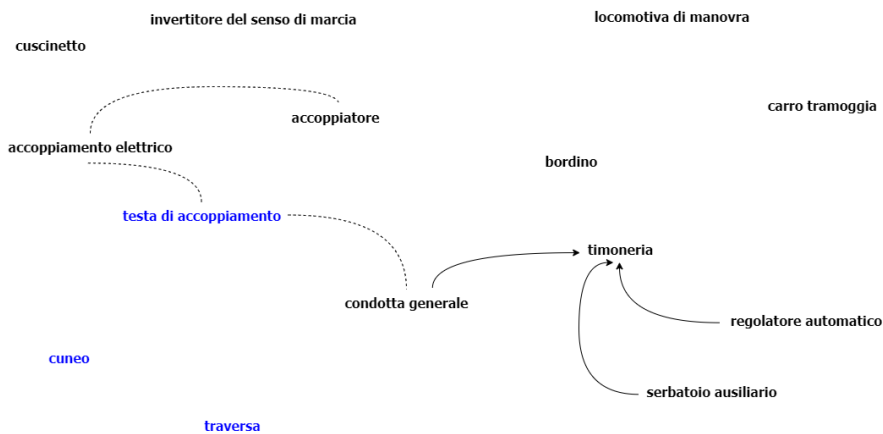 invertitore del senso di marcia
locomotiva di manovra
cuscinetto
carro tramoggia
accoppiatore
accoppiamento elettrico
bordino
testa di accoppiamento
timoneria
condotta generale
regolatore automatico
cuneo
serbatoio ausiliario
traversa